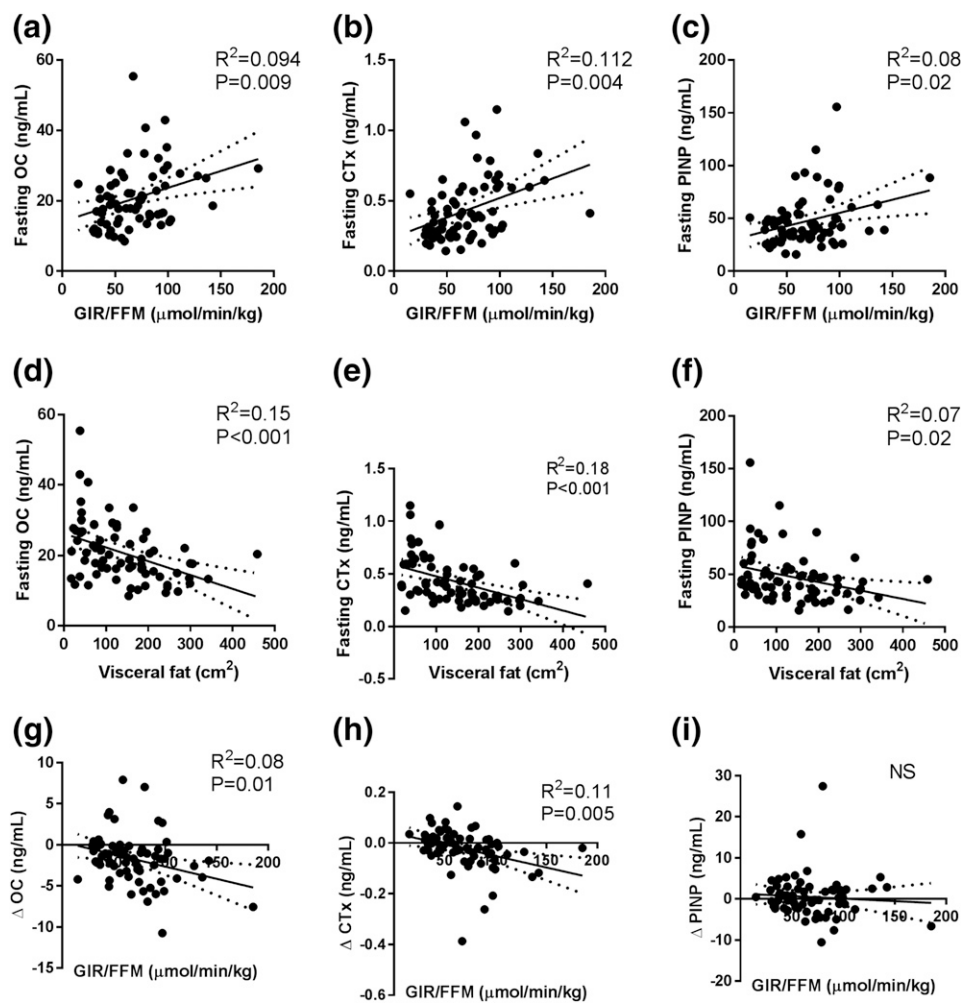 (a)
R²=0.094
P=0.009
Fasting OC (ng/mL)
60
40
20
0
0 50 100 150 200
GIR/FFM (μmol/min/kg)
(b)
R²=0.112
P=0.004
Fasting CTx (ng/mL)
1.5
1.0
0.5
0.0
0 50 100 150 200
GIR/FFM (μmol/min/kg)
(c)
R²=0.08
P=0.02
Fasting PINP (ng/mL)
200
150
100
50
0
0 50 100 150 200
GIR/FFM (μmol/min/kg)
(d)
R²=0.15
P<0.001
Fasting OC (ng/mL)
60
40
20
0
0 100 200 300 400 500
Visceral fat (cm²)
(e)
R²=0.18
P<0.001
Fasting CTx (ng/mL)
1.5
1.0
0.5
0.0
-0.5
100 200 300 400 500
Visceral fat (cm²)
(f)
R²=0.07
P=0.02
Fasting PINP (ng/mL)
200
150
100
50
0
0 100 200 300 400 500
Visceral fat (cm²)
(g)
R²=0.08
P=0.01
Δ OC (ng/mL)
10
5
0
-5
-10
-15
150 200
GIR/FFM (μmol/min/kg)
(h)
R²=0.11
P=0.005
Δ CTx (ng/mL)
0.2
0.0
-0.2
-0.4
-0.6
50 100 150 200
GIR/FFM (μmol/min/kg)
(i)
NS
Δ PINP (ng/mL)
30
20
10
0
-10
-20
50 100 150 200
GIR/FFM (μmol/min/kg)